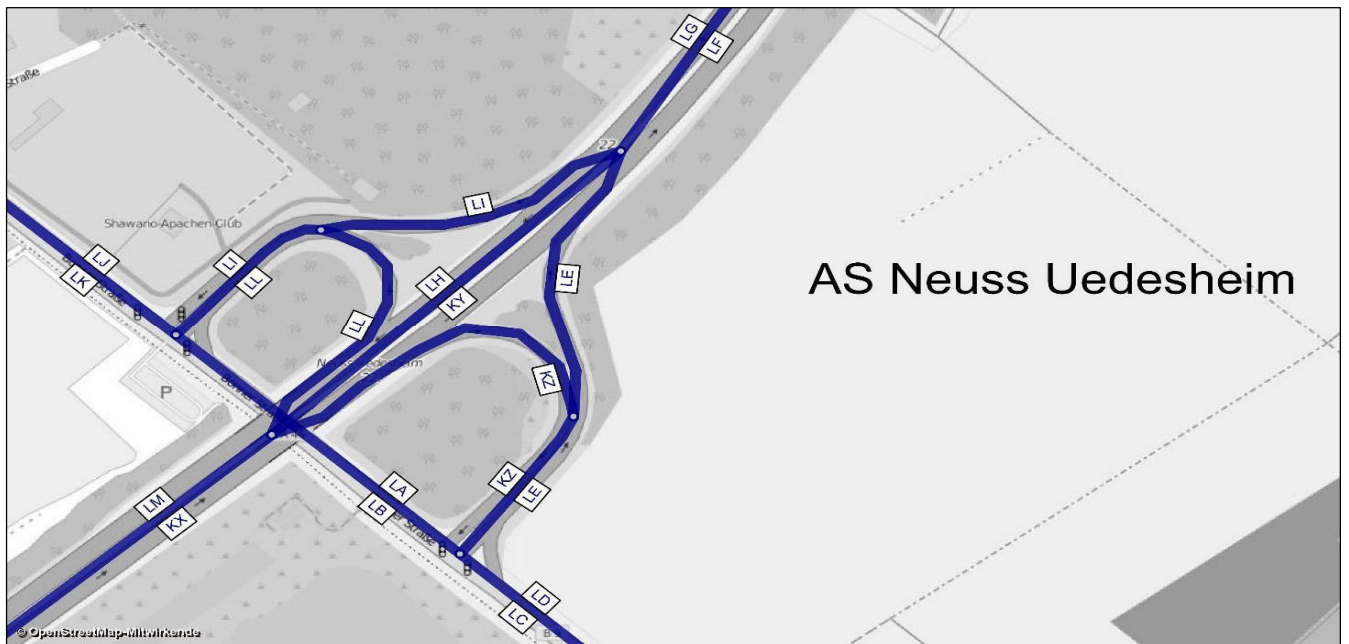 LG
LF
Straße
22
LI
Shawano-Apachen-Club
LJ
LK
LI
LL
LH
KY
LE
AS Neuss Uedesheim
LL
KZ
P
LA
LB
KZ
LE
LM
KX
LD
LC
B
© OpenStreetMap-Mitwirkende